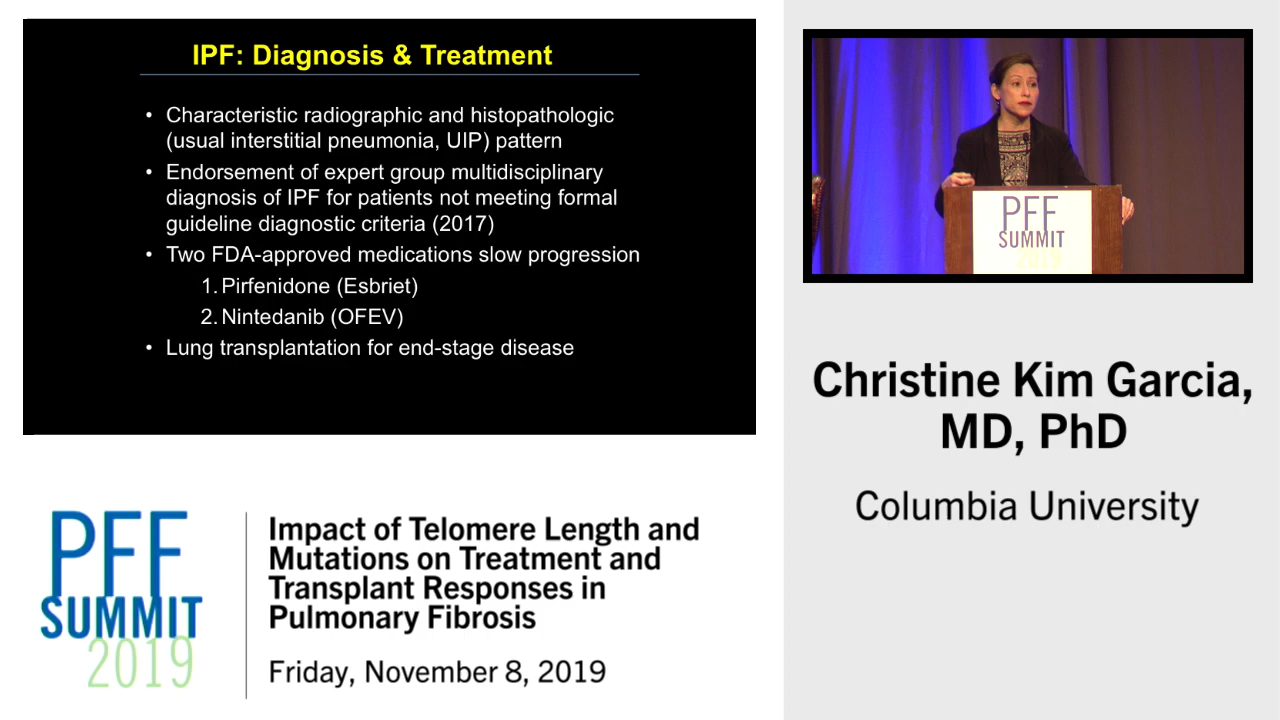 IPF: Diagnosis & Treatment
• Characteristic radiographic and histopathologic
(usual interstitial pneumonia, UIP) pattern
• Endorsement of expert group multidisciplinary
diagnosis of IPF for patients not meeting formal
guideline diagnostic criteria (2017)
• Two FDA-approved medications slow progression
1. Pirfenidone (Esbriet)
2. Nintedanib (OFEV)
• Lung transplantation for end-stage disease
PFF
SUMMIT
2019
Christine Kim Garcia,
MD, PhD
Columbia University
PFF
SUMMIT
2019
Impact of Telomere Length and
Mutations on Treatment and
Transplant Responses in
Pulmonary Fibrosis
Friday, November 8, 2019